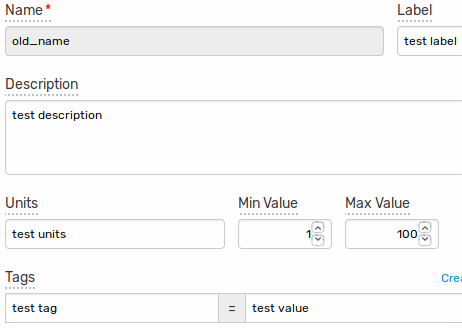 Name* Label
old_name test label
Description
test description
Units Min Value Max Value
test units 1 100
Tags
test tag = test value